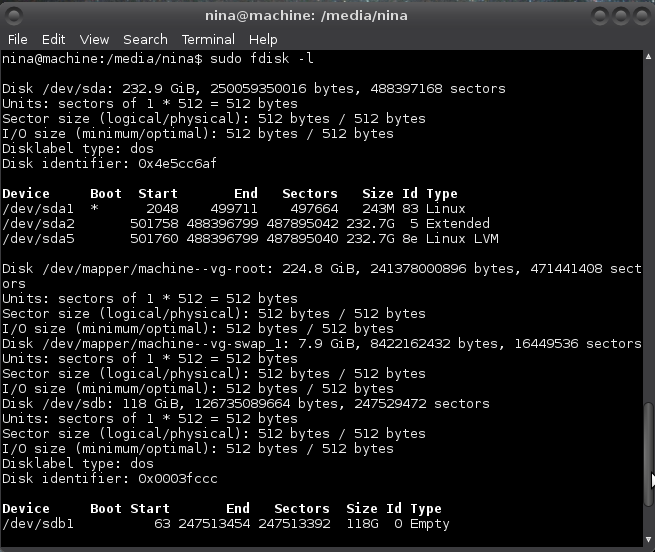 nina@machine: /media/nina
File Edit View Search Terminal Help
nina@machine:/media/nina$ sudo fdisk -l
Disk /dev/sda: 232.9 GiB, 250059350016 bytes, 488397168 sectors
Units: sectors of 1 * 512 = 512 bytes
Sector size (logical/physical): 512 bytes / 512 bytes
I/O size (minimum/optimal): 512 bytes / 512 bytes
Disklabel type: dos
Disk identifier: 0x4e5cc6af
Device Boot Start End Sectors Size Id Type
/dev/sda1 * 2048 499711 497664 243M 83 Linux
/dev/sda2 501758 488396799 487895042 232.7G 5 Extended
/dev/sda5 501760 488396799 487895040 232.7G 8e Linux LVM
Disk /dev/mapper/machine--vg-root: 224.8 GiB, 241378000896 bytes, 471441408 sect
ors
Units: sectors of 1 * 512 = 512 bytes
Sector size (logical/physical): 512 bytes / 512 bytes
I/O size (minimum/optimal): 512 bytes / 512 bytes
Disk /dev/mapper/machine--vg-swap_1: 7.9 GiB, 8422162432 bytes, 16449536 sectors
Units: sectors of 1 * 512 = 512 bytes
Sector size (logical/physical): 512 bytes / 512 bytes
I/O size (minimum/optimal): 512 bytes / 512 bytes
Disk /dev/sdb: 118 GiB, 126735089664 bytes, 247529472 sectors
Units: sectors of 1 * 512 = 512 bytes
Sector size (logical/physical): 512 bytes / 512 bytes
I/O size (minimum/optimal): 512 bytes / 512 bytes
Disklabel type: dos
Disk identifier: 0x0003fccc
Device Boot Start End Sectors Size Id Type
/dev/sdb1 63 247513454 247513392 118G 0 Empty